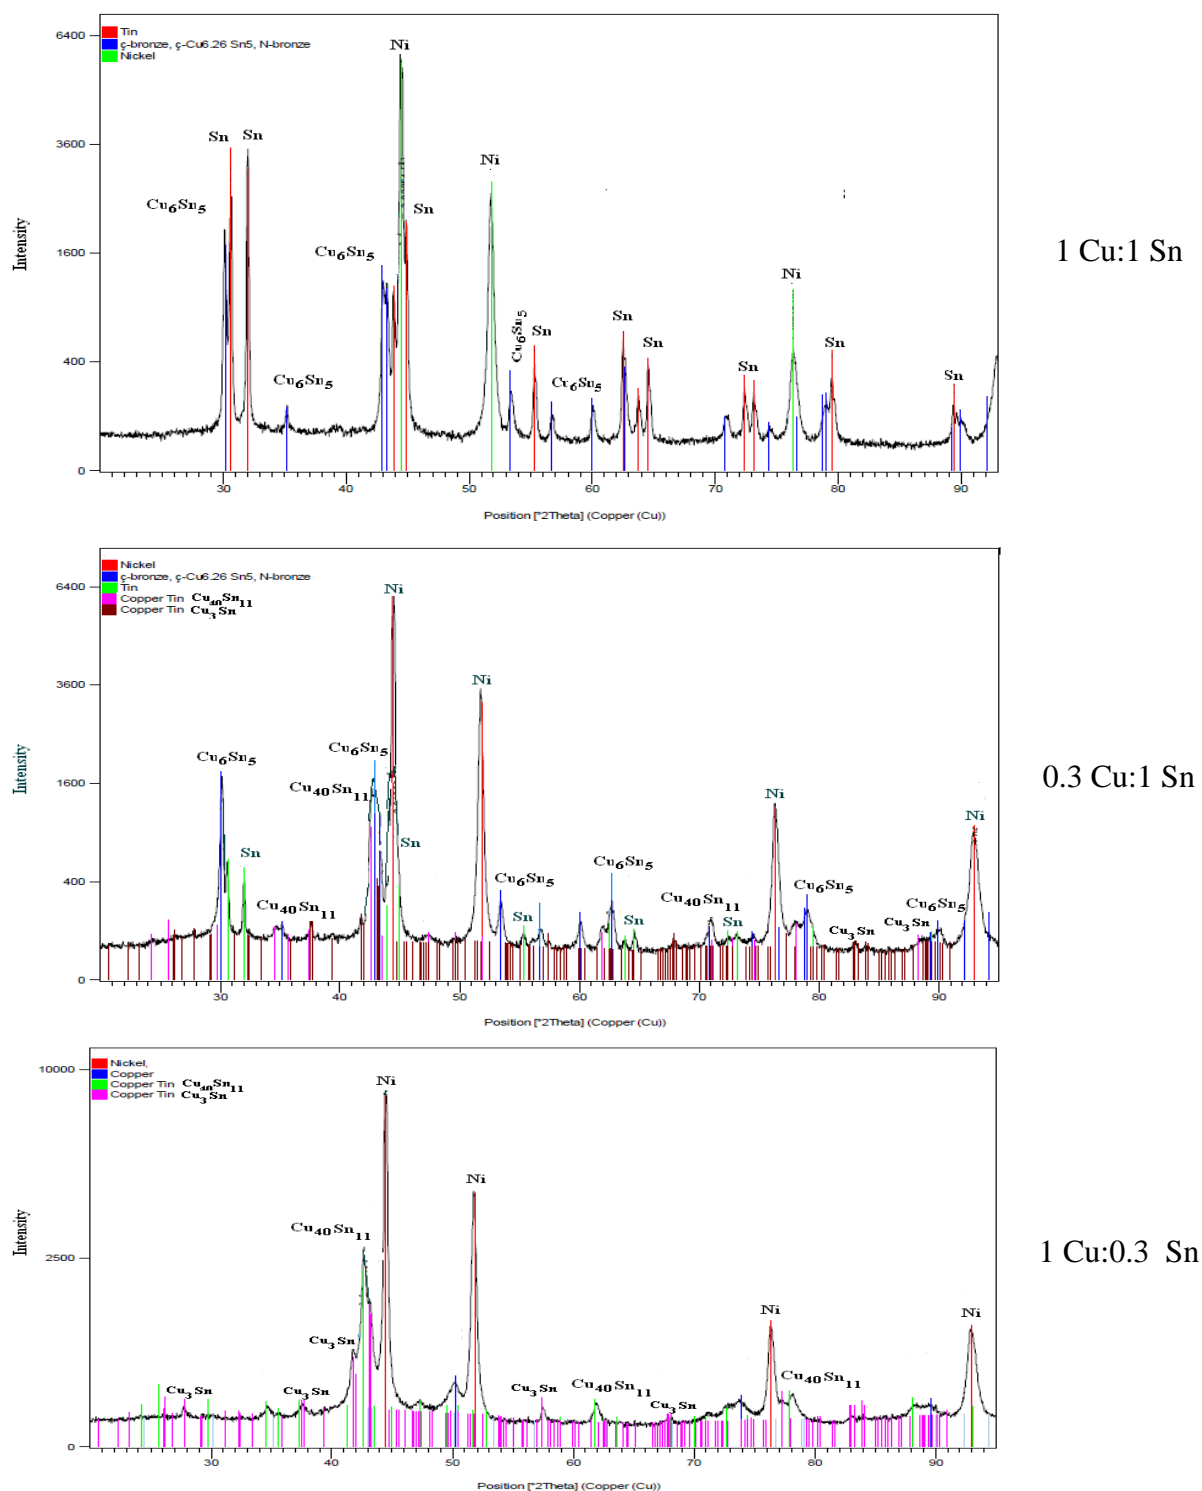 Tin
ç-bronze, ç-Cu6.26 Sn5, N-bronze
Nickel
6400
3600
1600
400
0
Intensity
Cu6Sn5
Sn
Sn
Cu6Sn5
Cu6Sn5
Ni
Sn
Ni
Cu6Sn5
Sn
Cu6Sn5
Sn
Sn
Sn
Ni
Sn
Sn
30 40 50 60 70 80 90
Position [°2Theta] (Copper (Cu))
1 Cu:1 Sn
Nickel
ç-bronze, ç-Cu6.26 Sn5, N-bronze
Tin
Copper Tin Cu40Sn11
Copper Tin Cu3Sn
6400
3600
1600
400
0
Intensity
Cu6Sn5
Sn
Cu40Sn11
Cu40Sn11
Cu6Sn5
Ni
Sn
Ni
Cu6Sn5
Sn
Cu6Sn5
Sn
Cu40Sn11
Sn
Ni
Cu6Sn5
Cu3Sn
Cu3Sn
Cu6Sn5
Ni
30 40 50 60 70 80 90
Position [°2Theta] (Copper (Cu))
0.3 Cu:1 Sn
Nickel,
Copper
Copper Tin Cu40Sn11
Copper Tin Cu3Sn
10000
2500
0
Intensity
Cu3Sn
Cu3Sn
Cu3Sn
Cu40Sn11
Ni
Ni
Cu3Sn
Cu40Sn11
Cu3Sn
Ni
Cu40Sn11
Ni
30 40 50 60 70 80 90
Position [°2Theta] (Copper (Cu))
1 Cu:0.3 Sn